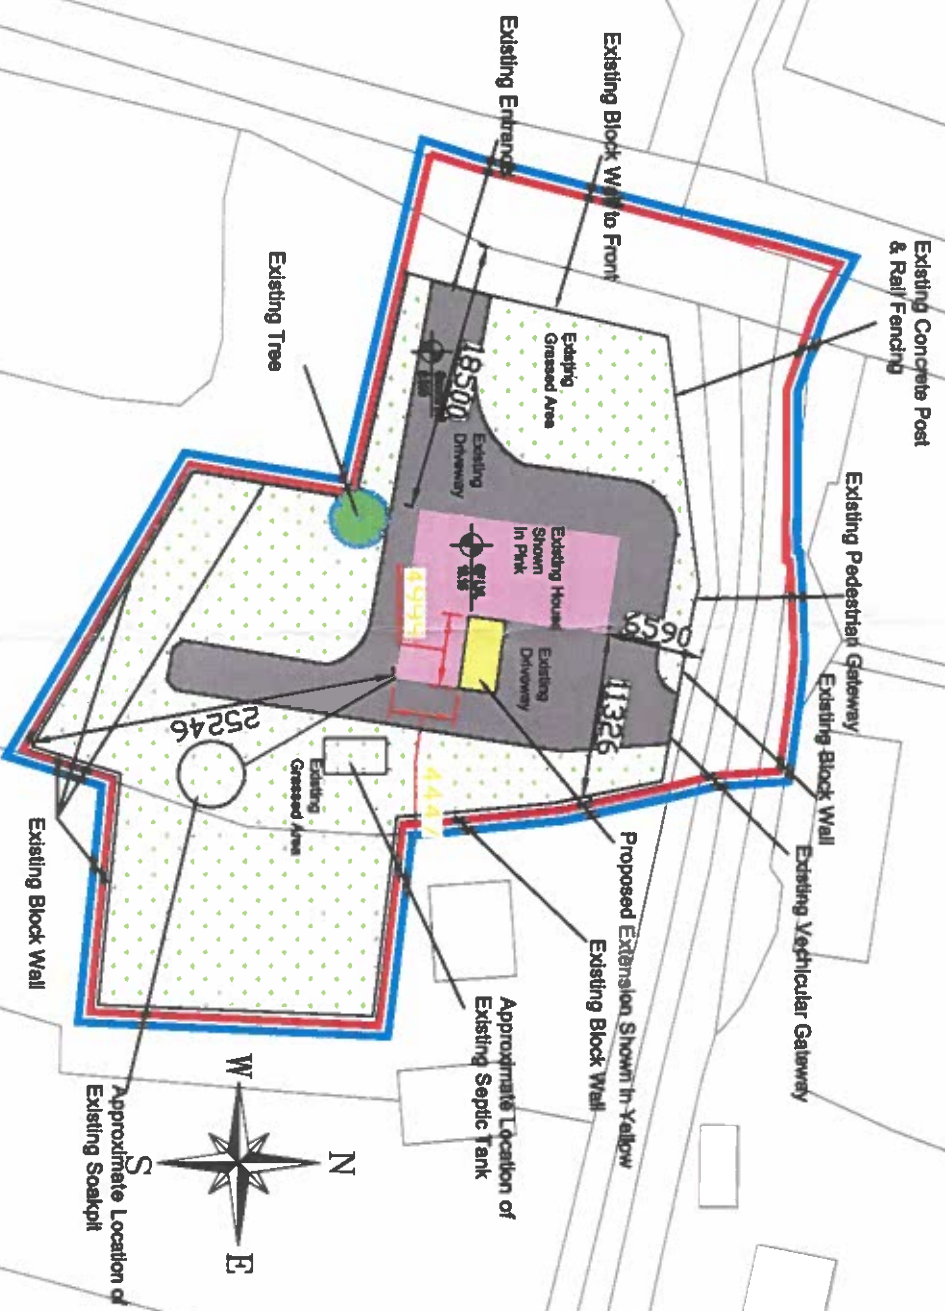 Existing Concrete Post
& Rail Fencing
Existing Pedestrian Gateway
Existing Block Wall
Existing Vechicular Gateway
Existing Block Wall to Front
Existing Entrance
Existing
Grassed Area
18500
Existing
Driveway
Existing House
Shown
In Pink
6590
11326
Existing
Driveway
Existing Tree
4447
25246
Existing
Grassed Area
Proposed Extension Shown in Yellow
Existing Block Wall
Approximate Location of
Existing Septic Tank
Existing Block Wall
Approximate Location of
Existing Soakpit
N
W
E
S